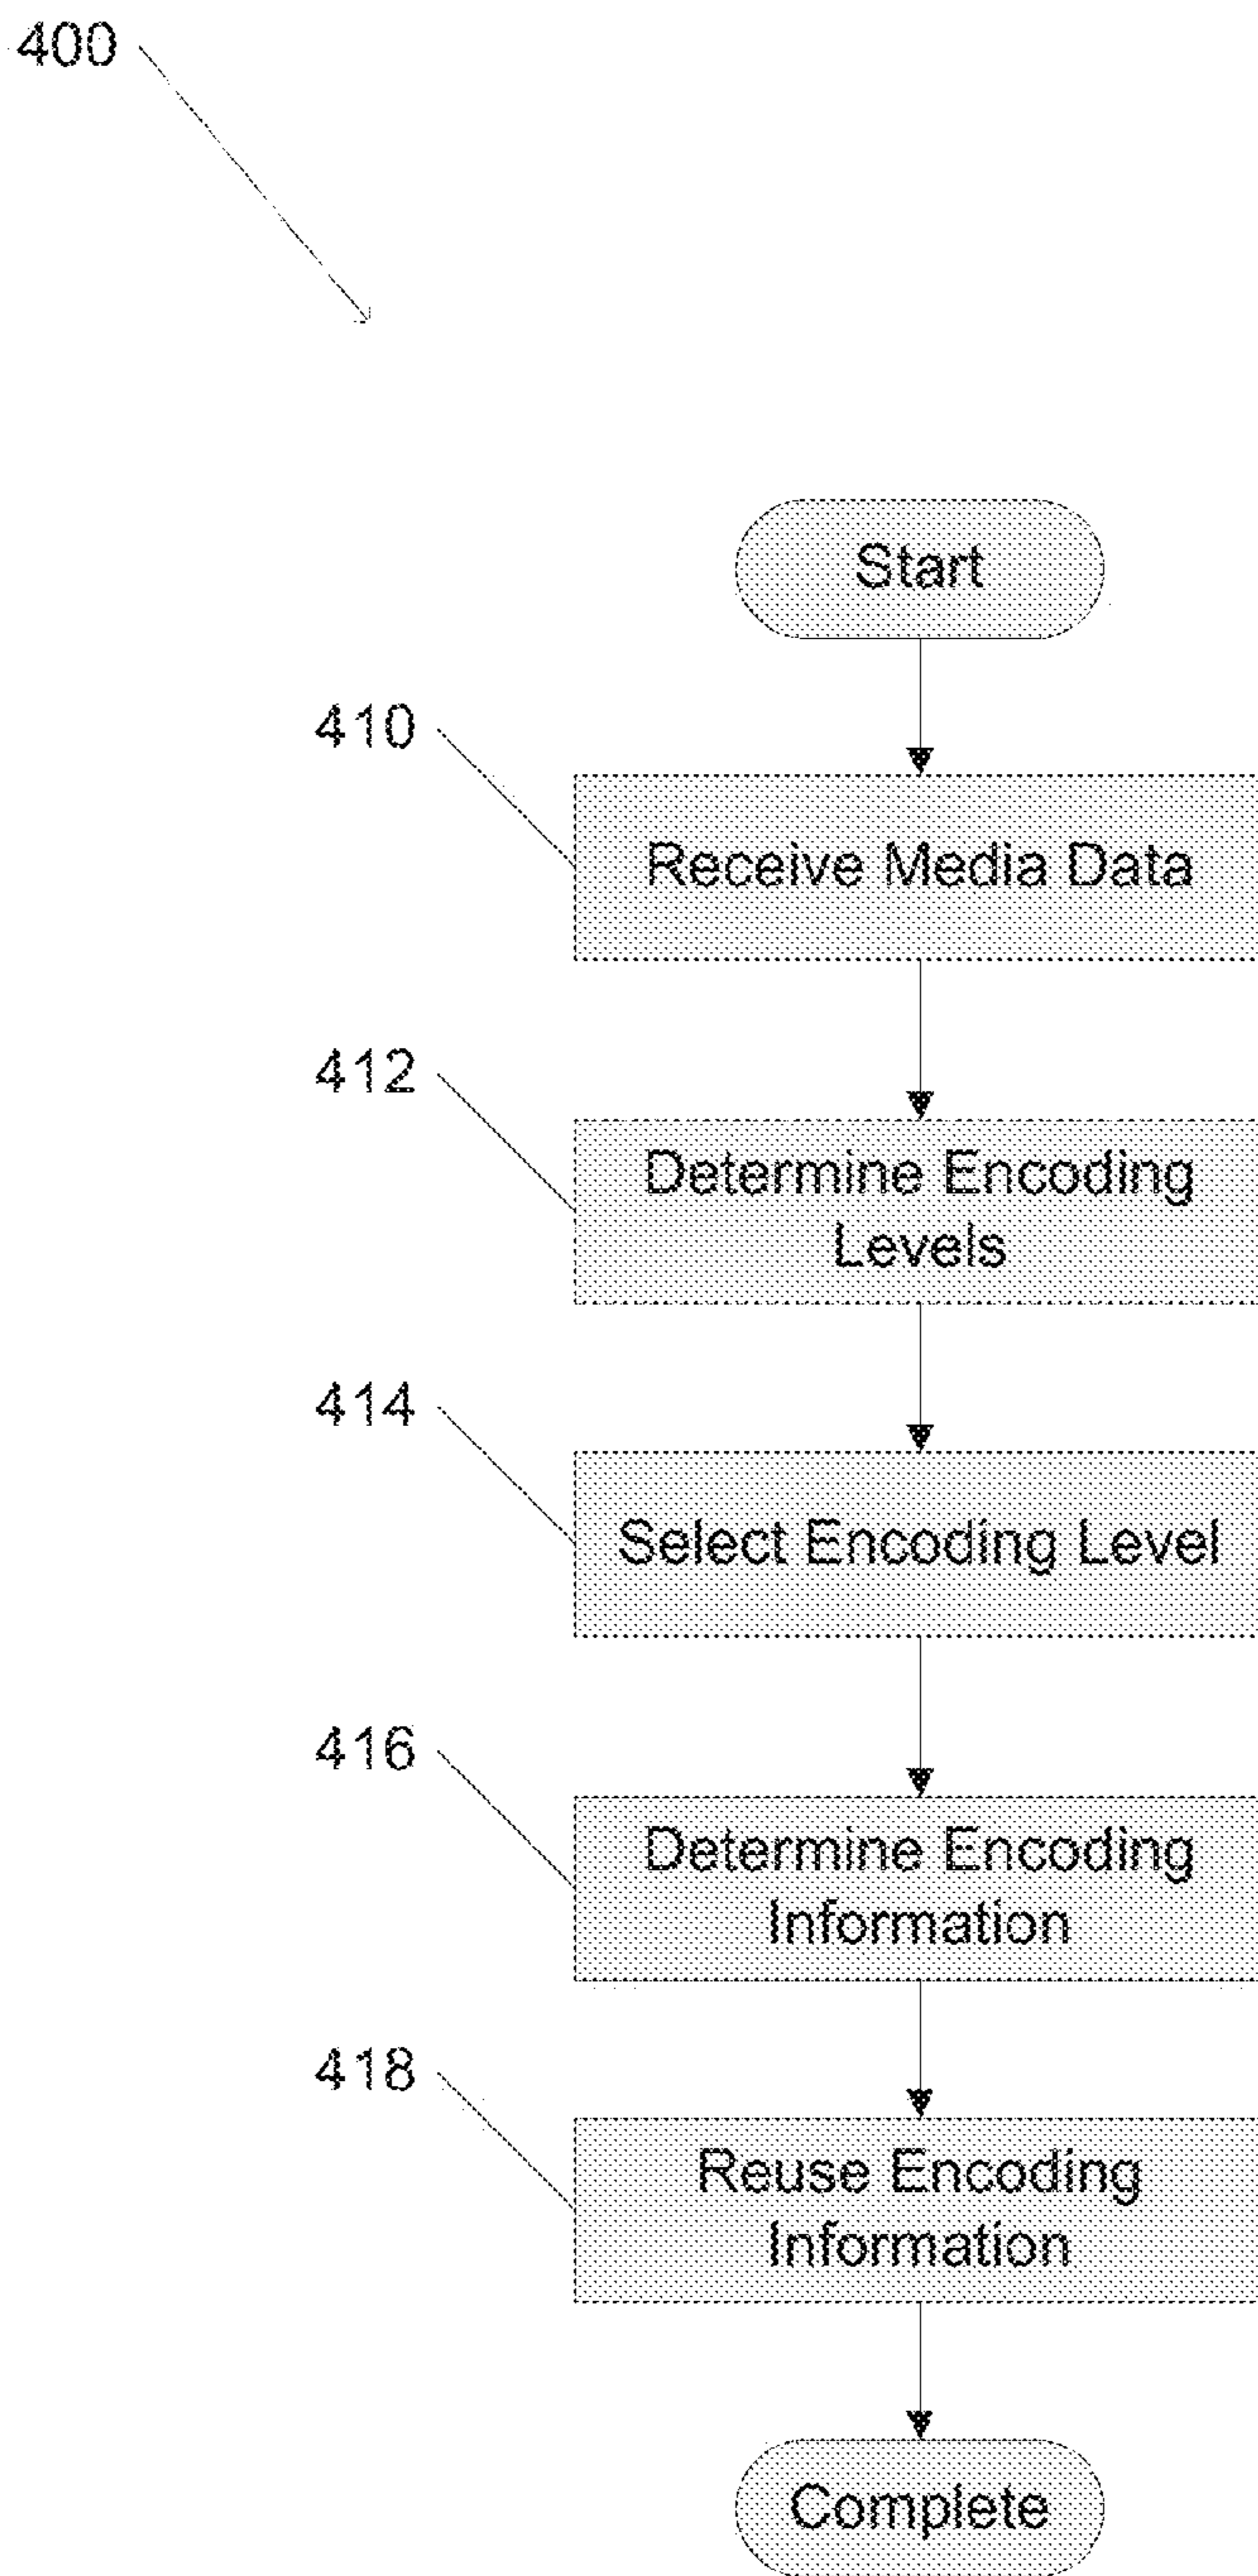 400
Start
410
Receive Media Data
412
Determine Encoding
Levels
414
Select Encoding Level
416
Determine Encoding
Information
418
Reuse Encoding
Information
Complete